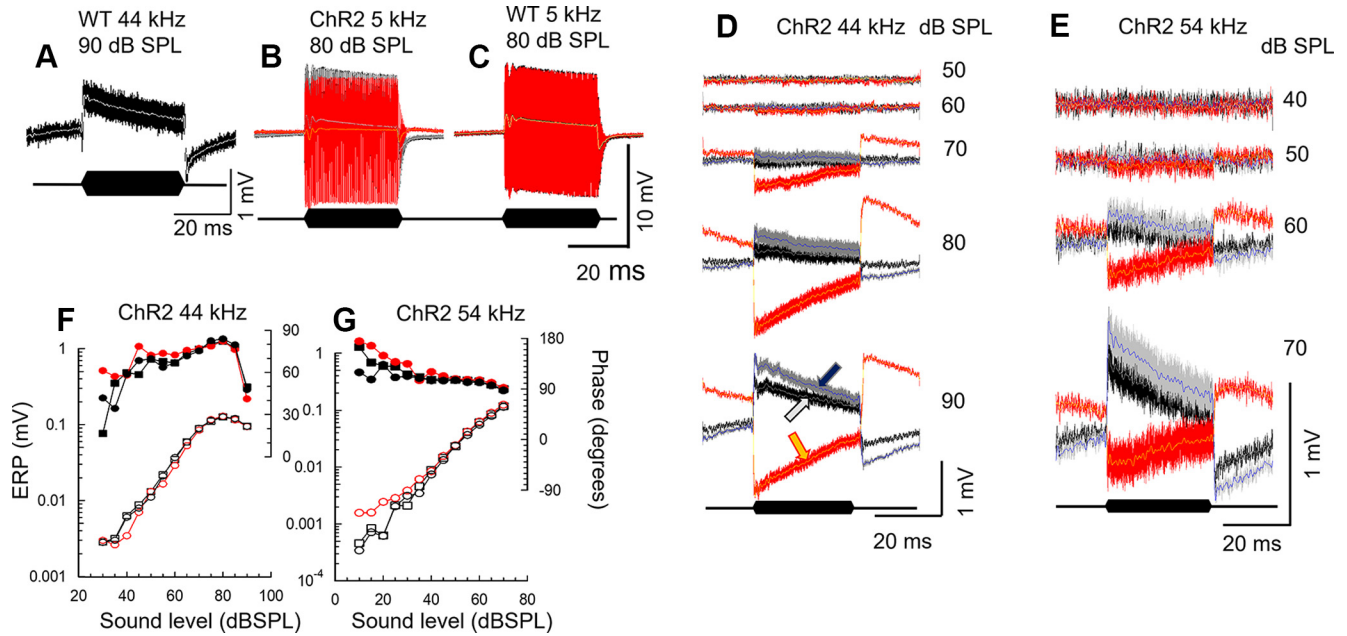 A
WT 44 kHz
90 dB SPL
1 mV
20 ms
B
ChR2 5 kHz
80 dB SPL
C
WT 5 kHz
80 dB SPL
10 mV
20 ms
D
ChR2 44 kHz dB SPL
50
60
70
80
90
1 mV
20 ms
E
ChR2 54 kHz
dB SPL
40
50
60
70
1 mV
20 ms
F
ChR2 44 kHz
ERP (mV)
1
0.1
0.01
0.001
90
60
30
0
20 40 60 80 100
Sound level (dBSPL)
G
ChR2 54 kHz
1
0.1
0.01
0.001
10-4
180
90
0
-90
Phase (degrees)
0 20 40 60 80
Sound level (dBSPL)